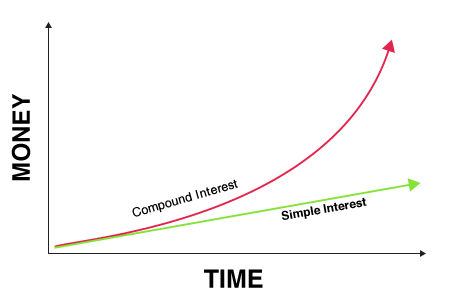 MONEY
Compound Interest
Simple Interest
TIME